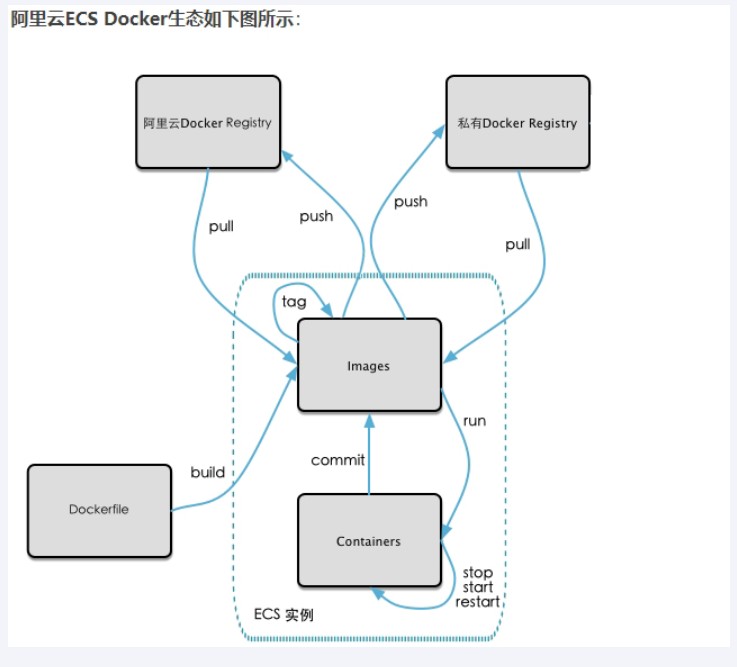 阿里云ECS Docker生态如下图所示：
阿里云Docker Registry
私有Docker Registry
pull
push
push
pull
tag
Images
run
commit
build
Dockerfile
Containers
stop
start
restart
ECS 实例